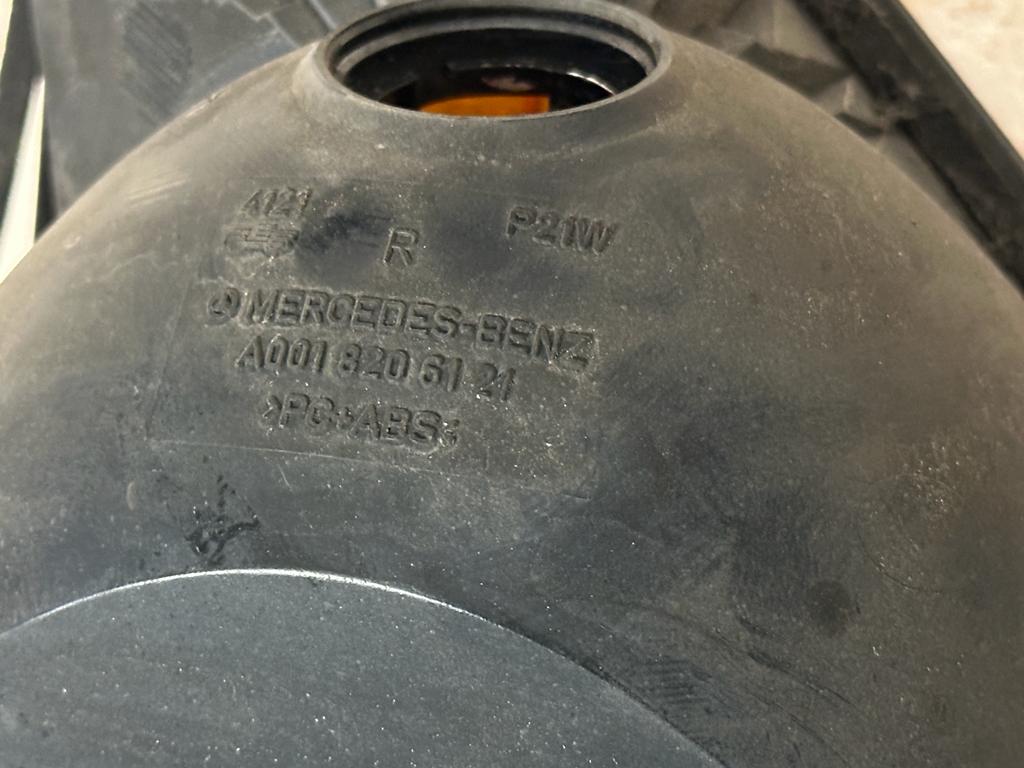 4121
R P21W
MERCEDES-BENZ
A001 820 61 21
>PC+ABS<